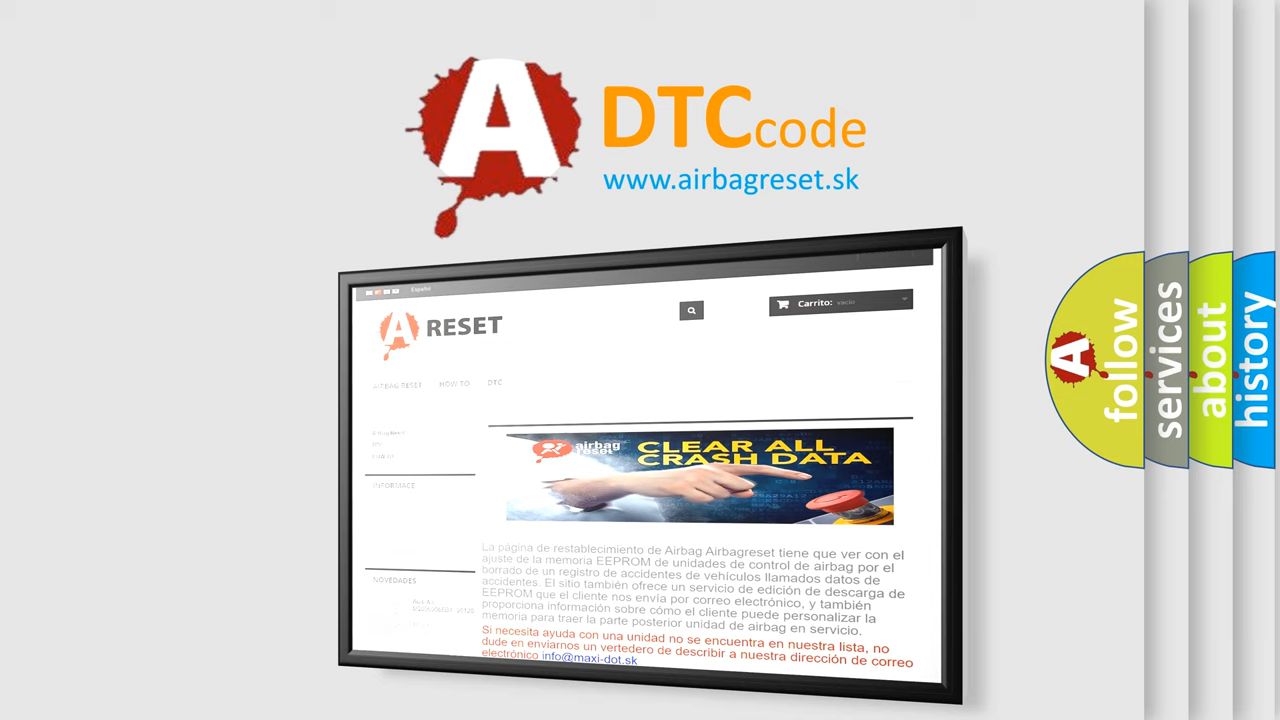 A DTCcode
www.airbagreset.sk
Español
A RESET
Carrito: vacío
AIRBAG RESET HOW TO DTC
airbag
reset
CLEAR ALL
CRASH DATA
INFORMACE
NOVEDADES
La página de restablecimiento de Airbag Airbagreset tiene que ver con el
ajuste de la memoria EEPROM de unidades de control de airbag por el
borrado de un registro de accidentes de vehículos llamados datos de
accidentes. El sitio también ofrece un servicio de edición de descarga de
EEPROM que el cliente nos envía por correo electrónico, y también
proporciona información sobre cómo el cliente puede personalizar la
memoria para traer la parte posterior unidad de airbag en servicio.
Si necesita ayuda con una unidad no se encuentra en nuestra lista, no
dude en enviarnos un vertedero de describir a nuestra dirección de correo
electrónico info@maxi-dot.sk
A
follow
services
about
history